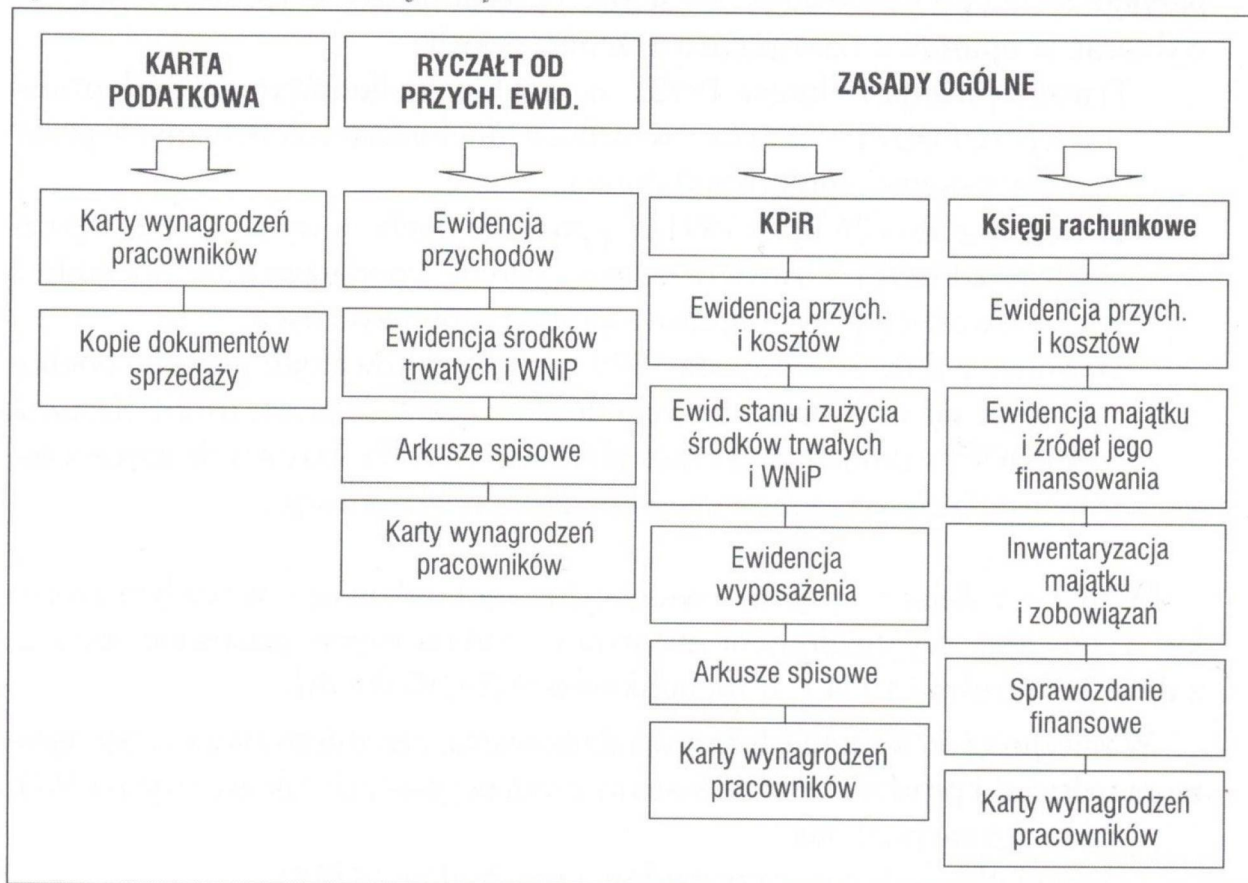 KARTA
PODATKOWA
RYCZAŁT OD
PRZYCH. EWID.
ZASADY OGÓLNE
Karty wynagrodzeń
pracowników
Kopie dokumentów
sprzedaży
Ewidencja
przychodów
Ewidencja środków
trwałych i WNiP
Arkusze spisowe
Karty wynagrodzeń
pracowników
KPiR
Ewidencja przych.
i kosztów
Ewid. stanu i zużycia
środków trwałych
i WNiP
Ewidencja
wyposażenia
Arkusze spisowe
Karty wynagrodzeń
pracowników
Księgi rachunkowe
Ewidencja przych.
i kosztów
Ewidencja majątku
i źródeł jego
finansowania
Inwentaryzacja
majątku
i zobowiązań
Sprawozdanie
finansowe
Karty wynagrodzeń
pracowników